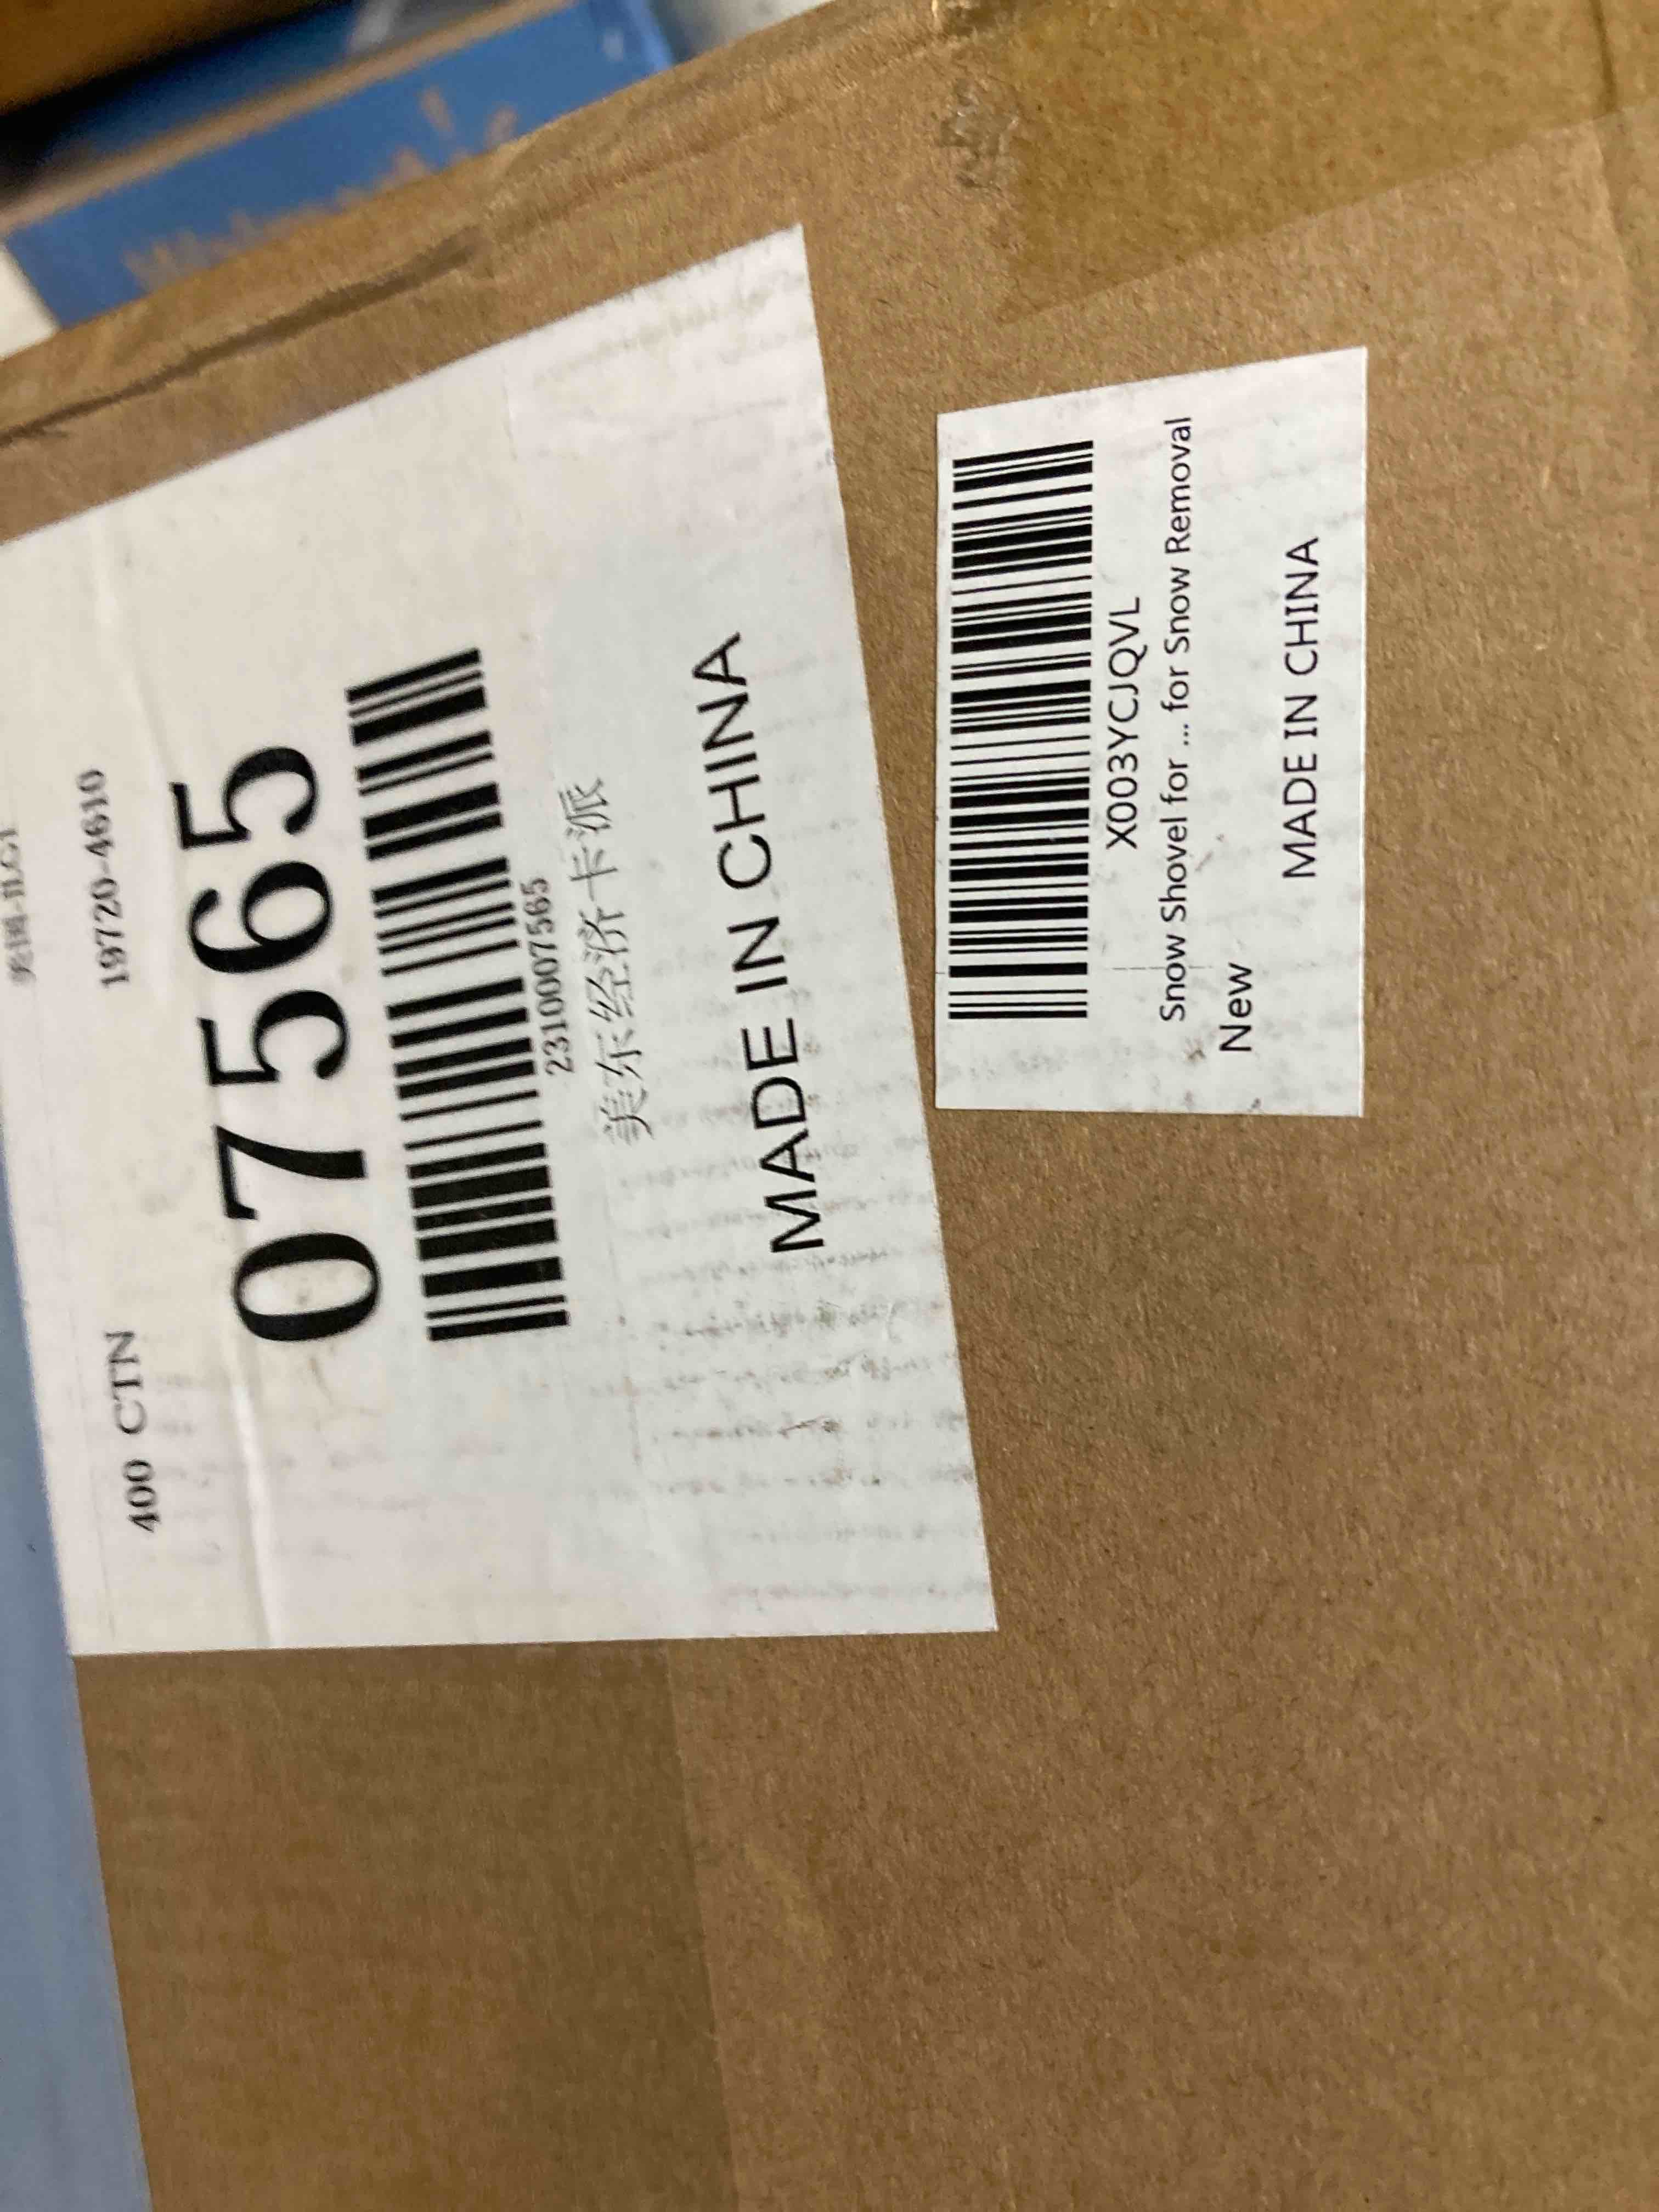 400 CTN 19720-4610
07565
23100007565
美东经济卡派
MADE IN CHINA
X003YCJQVL
Snow Shovel for ... for Snow Removal
New
MADE IN CHINA